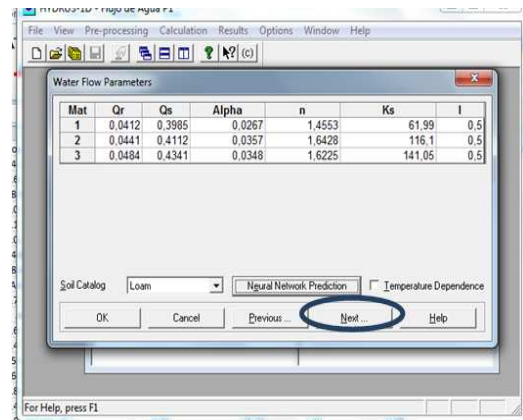 HYDRUS-1D - Flujo de Agua P1
File View Pre-processing Calculation Results Options Window Help
Water Flow Parameters
Mat Qr Qs Alpha n Ks l
1 0,0412 0,3985 0,0267 1,4553 61,99 0,5
2 0,0441 0,4112 0,0357 1,6428 116,1 0,5
3 0,0484 0,4341 0,0348 1,6225 141,05 0,5
Soil Catalog Loam Neural Network Prediction Temperature Dependence
OK Cancel Previous ... Next ... Help
For Help, press F1